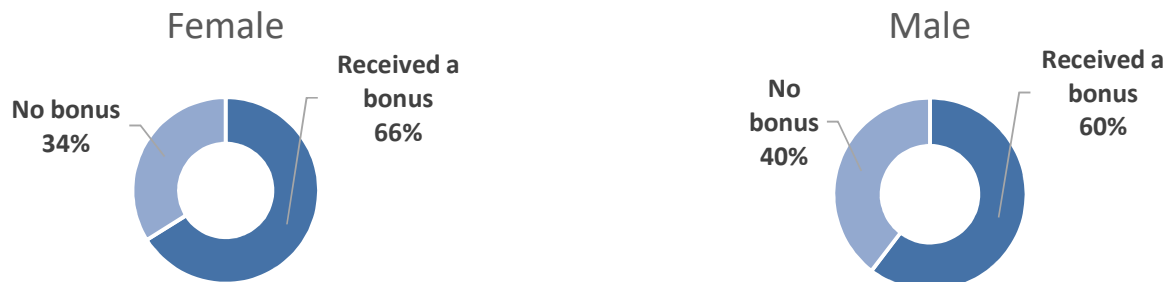 Female
No bonus
34%
Received a
bonus
66%
Male
No
bonus
40%
Received a
bonus
60%